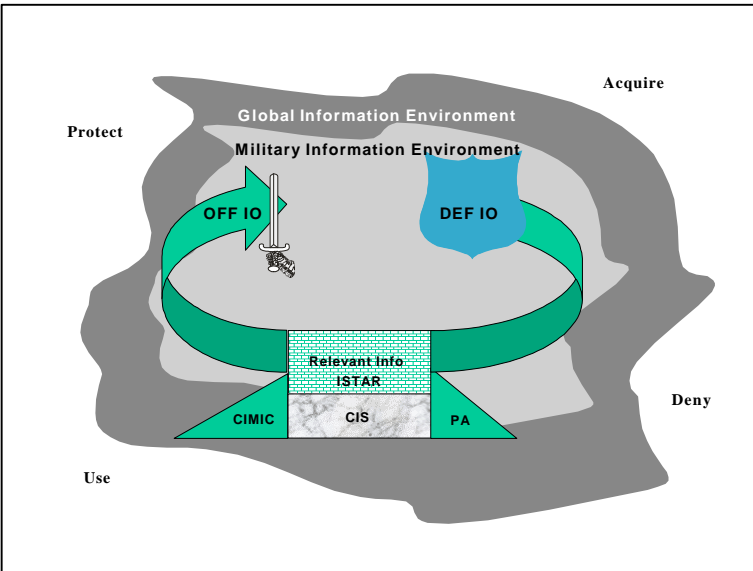 Acquire
Global Information Environment
Protect
Military Information Environment
OFF IO
DEF IO
Relevant Info
ISTAR
CIMIC
CIS
PA
Deny
Use